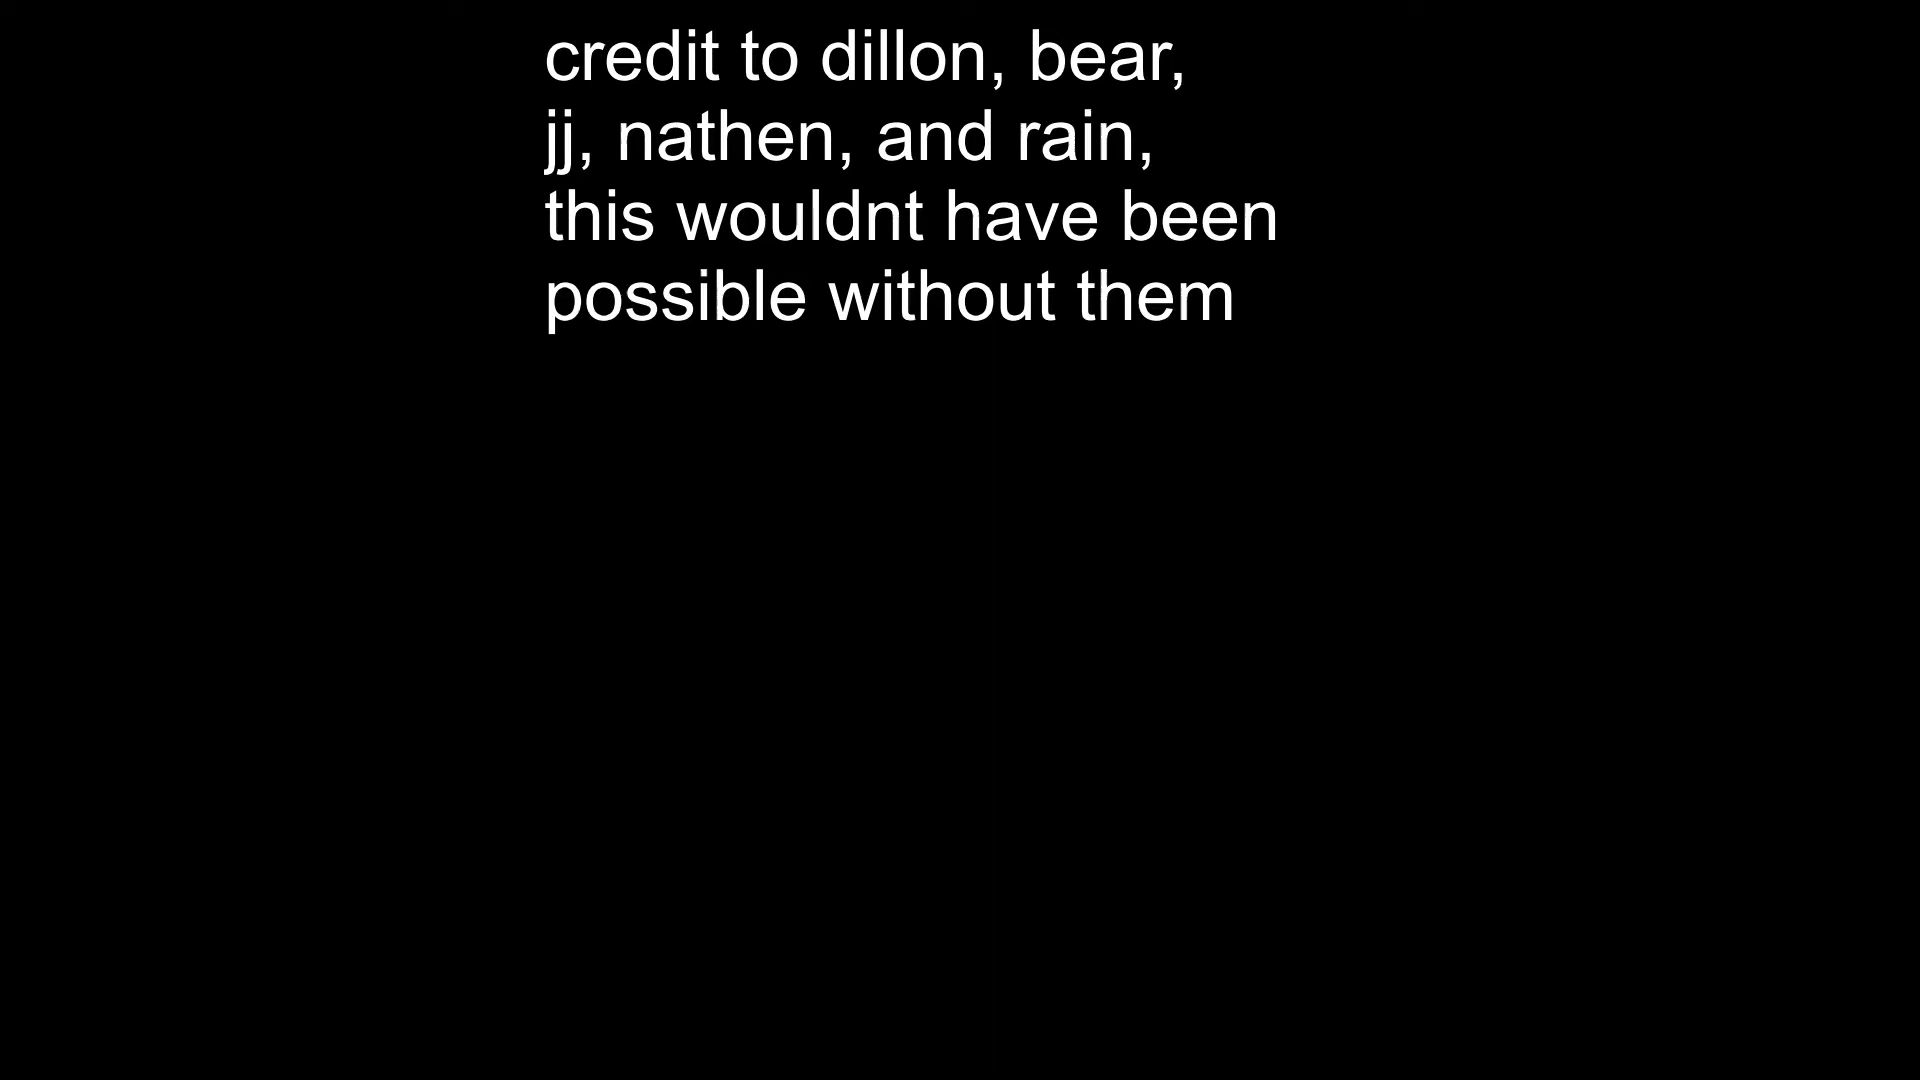 credit to dillon, bear,
jj, nathen, and rain,
this wouldnt have been
possible without them